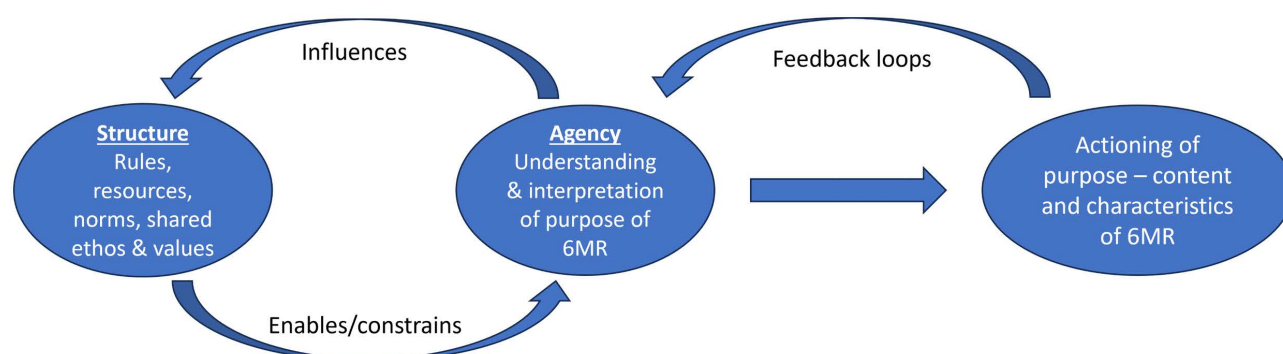 Influences
Feedback loops
Structure
Rules,
resources,
norms, shared
ethos & values
Agency
Understanding
& interpretation
of purpose of
6MR
Actioning of
purpose – content
and characteristics
of 6MR
Enables/constrains